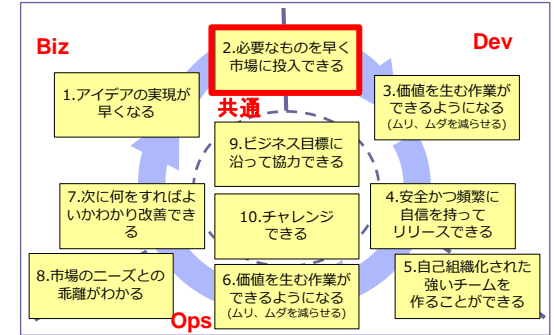 Biz
2.必要なものを早く
市場に投入できる
Dev
1.アイデアの実現が
早くなる
3.価値を生む作業が
できるようになる
(ムリ、ムダを減らせる)
共通
9.ビジネス目標に
沿って協力できる
7.次に何をすればよ
いかわかり改善でき
る
10.チャレンジ
できる
4.安全かつ頻繁に
自信を持って
リリースできる
8.市場のニーズとの
乖離がわかる
6.価値を生む作業が
できるようになる
(ムリ、ムダを減らせる)
5.自己組織化された
強いチームを
作ることができる
Ops